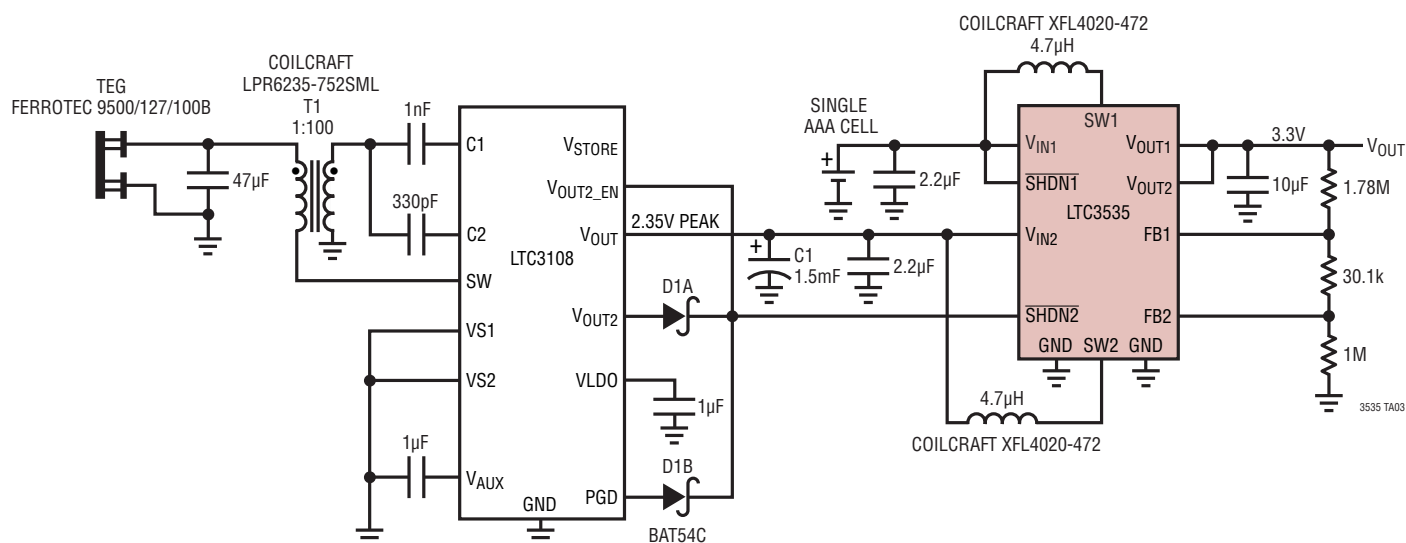 TEG
FERROTEC 9500/127/100B
47µF
COILCRAFT
LPR6235-752SML
T1
1:100
1nF
330pF
C1
C2
SW
VS1
VS2
VAUX
1µF
LTC3108
VSTORE
VOUT2_EN
VOUT
VOUT2
VLDO
PGD
GND
2.35V PEAK
D1A
1µF
D1B
BAT54C
+
C1
1.5mF
2.2µF
SINGLE
AAA CELL
+
2.2µF
COILCRAFT XFL4020-472
4.7µH
SW1
VIN1
SHDN1
LTC3535
VIN2
SHDN2
VOUT1
VOUT2
FB1
FB2
GND
SW2
GND
4.7µH
COILCRAFT XFL4020-472
3.3V
VOUT
10µF
1.78M
30.1k
1M
3535 TA03